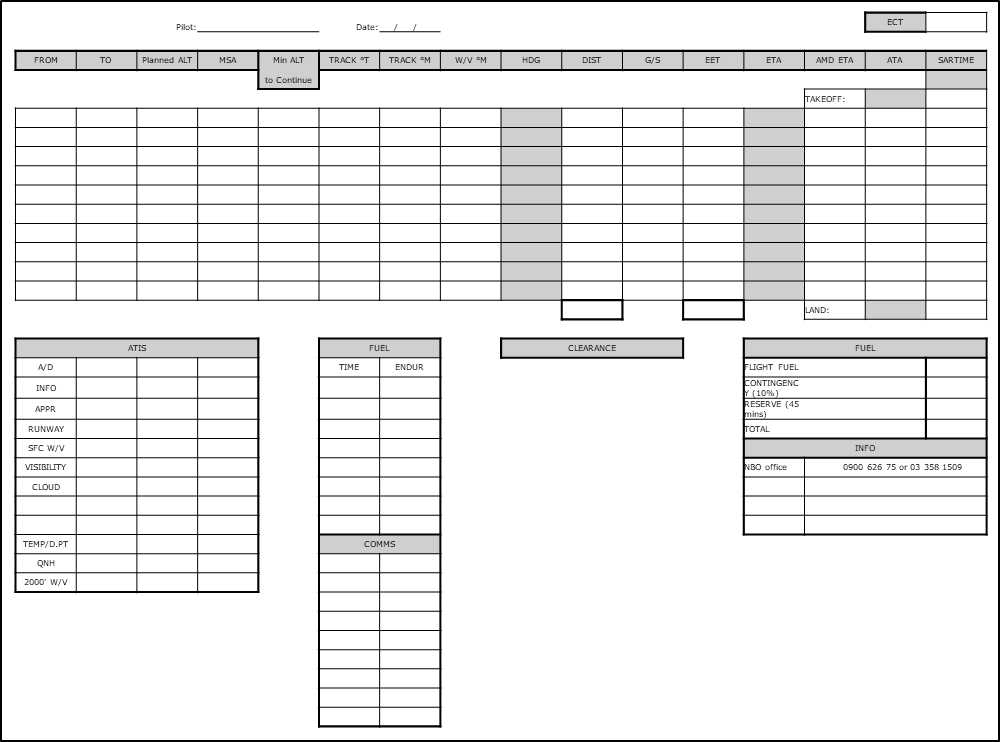 Pilot: Date: / / ECT
FROM TO Planned ALT MSA Min ALT TRACK °T TRACK °M W/V °M HDG DIST G/S EET ETA AMD ETA ATA SARTIME
to Continue
TAKEOFF:
LAND:
ATIS FUEL CLEARANCE FUEL
A/D TIME ENDUR FLIGHT FUEL
INFO CONTINGENC
Y (10%)
APPR RESERVE (45
mins)
RUNWAY TOTAL
SFC W/V INFO
VISIBILITY NBO office 0900 626 75 or 03 358 1509
CLOUD
TEMP/D.PT COMMS
QNH
2000' W/V